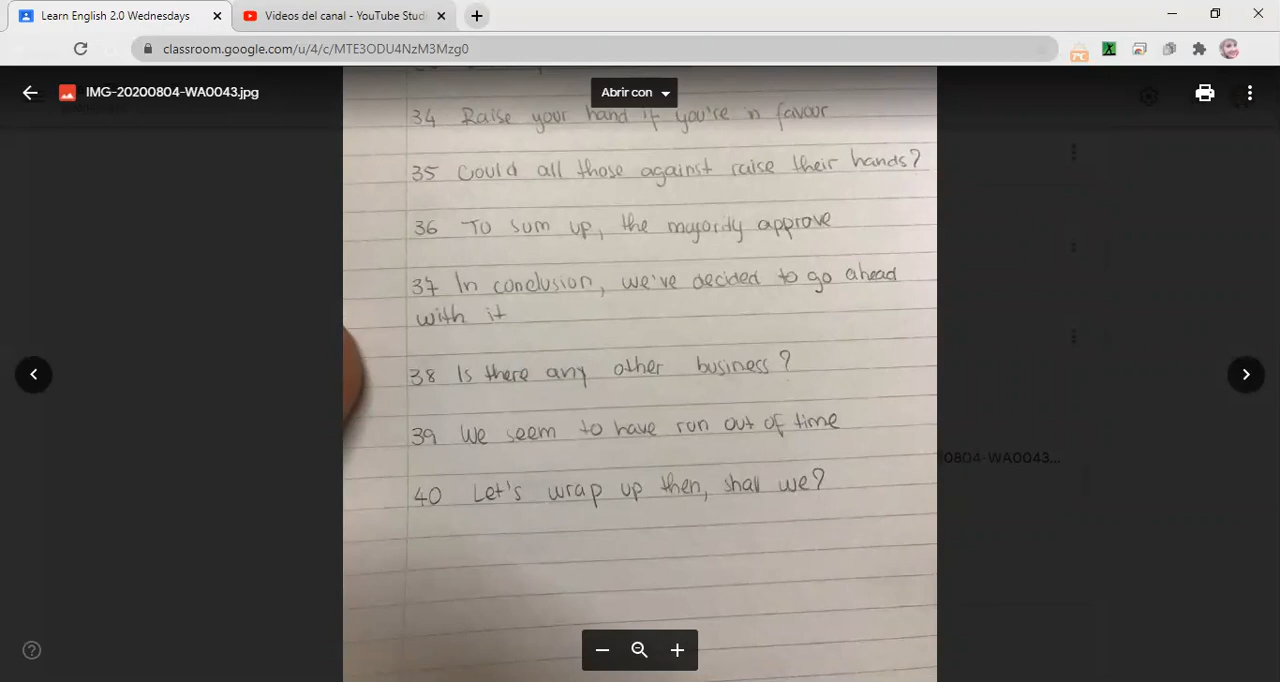 Learn English 2.0 Wednesdays
Videos del canal - YouTube Stud
classroom.google.com/u/4/c/MTE3ODU4NzM3Mzg0
IMG-20200804-WA0043.jpg
Abrir con
34 Raise your hand if you're in favour
35 Could all those against raise their hands?
36 To sum up, the majority approve
37 In conclusion, we've decided to go ahead
with it
38 Is there any other business?
39 We seem to have run out of time
40 Let's wrap up then, shall we?
0804-WA0043...